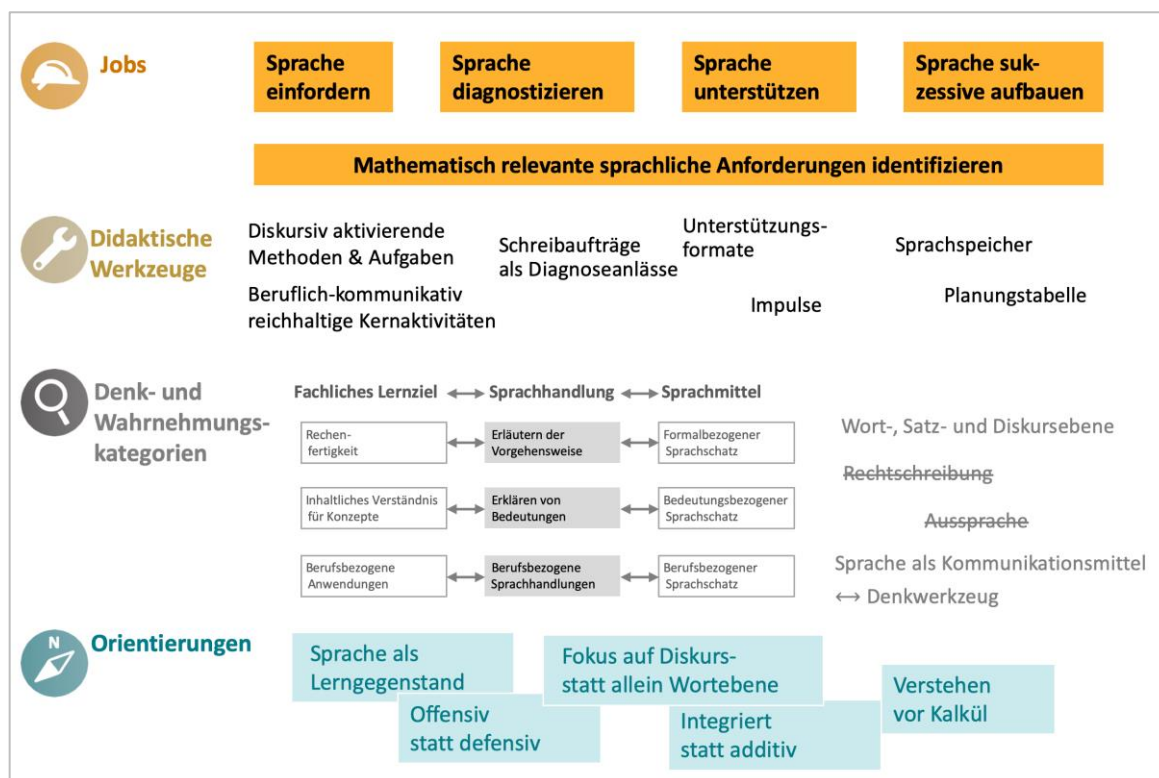 Jobs
Sprache
einfordern
Sprache
diagnostizieren
Sprache
unterstützen
Sprache suk-
zessive aufbauen
Mathematisch relevante sprachliche Anforderungen identifizieren
Didaktische
Werkzeuge
Diskursiv aktivierende
Methoden & Aufgaben
Beruflich-kommunikativ
reichhaltige Kernaktivitäten
Schreibaufträge
als Diagnoseanlässe
Unterstützungs-
formate
Impulse
Sprachspeicher
Planungstabelle
Denk- und
Wahrnehmungs-
kategorien
Fachliches Lernziel ⟷ Sprachhandlung ⟷ Sprachmittel
Rechen-
fertigkeit
Erläutern der
Vorgehensweise
Formalbezogener
Sprachschatz
Inhaltliches Verständnis
für Konzepte
Erklären von
Bedeutungen
Bedeutungsbezogener
Sprachschatz
Berufsbezogene
Anwendungen
Berufsbezogene
Sprachhandlungen
Berufsbezogener
Sprachschatz
Wort-, Satz- und Diskursebene
Rechtschreibung
Aussprache
Sprache als Kommunikationsmittel
⟷ Denkwerkzeug
N
Orientierungen
Sprache als
Lerngegenstand
Offensiv
statt defensiv
Fokus auf Diskurs-
statt allein Wortebene
Integriert
statt additiv
Verstehen
vor Kalkül